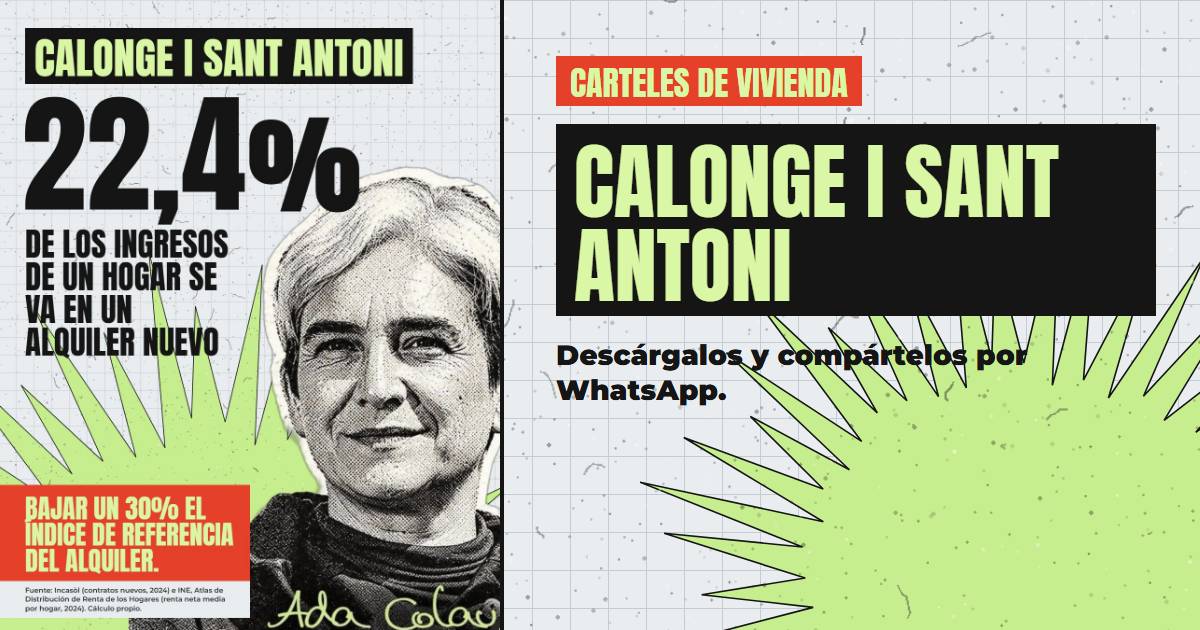 CALONGE I SANT ANTONI
22,4%
DE LOS INGRESOS
DE UN HOGAR SE
VA EN UN
ALQUILER NUEVO
BAJAR UN 30% EL
ÍNDICE DE REFERENCIA
DEL ALQUILER.
Fuente: Incasòl (contratos nuevos, 2024) e INE, Atlas de
Distribución de Renta de los Hogares (renta neta media
por hogar, 2024). Cálculo propio.
Ada Colau
CARTELES DE VIVIENDA
CALONGE I SANT
ANTONI
Descárgalos y compártelos por
WhatsApp.